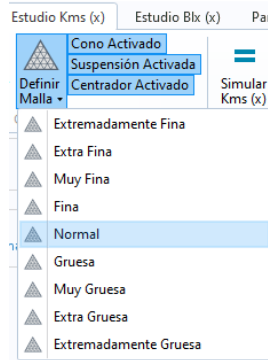 Estudio Kms (x) Estudio Blx (x)
Cono Activado
Suspensión Activada
Centrador Activado
Definir
Malla
Simular
Kms (x)
Extremadamente Fina
Extra Fina
Muy Fina
Fina
Normal
Gruesa
Muy Gruesa
Extra Gruesa
Extremadamente Gruesa